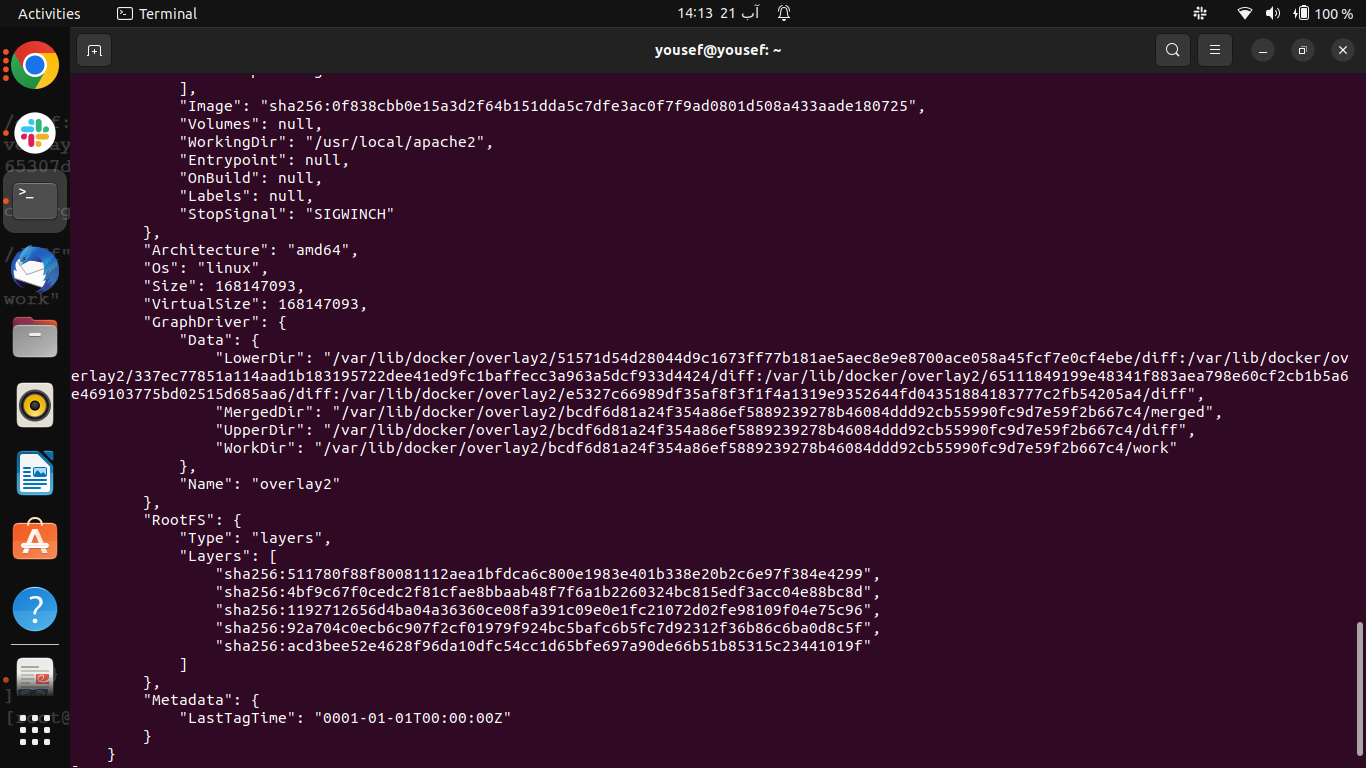 Activities
Terminal
14:13 21 آب
100 %
yousef@yousef: ~
],
"Image": "sha256:0f838cbb0e15a3d2f64b151dda5c7dfe3ac0f7f9ad0801d508a433aade180725",
"Volumes": null,
"WorkingDir": "/usr/local/apache2",
"Entrypoint": null,
"OnBuild": null,
"Labels": null,
"StopSignal": "SIGWINCH"
},
"Architecture": "amd64",
"Os": "linux",
"Size": 168147093,
"VirtualSize": 168147093,
"GraphDriver": {
"Data": {
"LowerDir": "/var/lib/docker/overlay2/51571d54d28044d9c1673ff77b181ae5aec8e9e8700ace058a45fcf7e0cf4ebe/diff:/var/lib/docker/ov
erlay2/337ec77851a114aad1b183195722dee41ed9fc1baffecc3a963a5dcf933d4424/diff:/var/lib/docker/overlay2/65111849199e48341f883aea798e60cf2cb1b5a6
e469103775bd02515d685aa6/diff:/var/lib/docker/overlay2/e5327c66989df35af8f3f1f4a1319e9352644fd04351884183777c2fb54205a4/diff",
"MergedDir": "/var/lib/docker/overlay2/bcdf6d81a24f354a86ef5889239278b46084ddd92cb55990fc9d7e59f2b667c4/merged",
"UpperDir": "/var/lib/docker/overlay2/bcdf6d81a24f354a86ef5889239278b46084ddd92cb55990fc9d7e59f2b667c4/diff",
"WorkDir": "/var/lib/docker/overlay2/bcdf6d81a24f354a86ef5889239278b46084ddd92cb55990fc9d7e59f2b667c4/work"
},
"Name": "overlay2"
},
"RootFS": {
"Type": "layers",
"Layers": [
"sha256:511780f88f80081112aea1bfdca6c800e1983e401b338e20b2c6e97f384e4299",
"sha256:4bf9c67f0cedc2f81cfae8bbaab48f7f6a1b2260324bc815edf3acc04e88bc8d",
"sha256:1192712656d4ba04a36360ce08fa391c09e0e1fc21072d02fe98109f04e75c96",
"sha256:92a704c0ecb6c907f2cf01979f924bc5bafc6b5fc7d92312f36b86c6ba0d8c5f",
"sha256:acd3bee52e4628f96da10dfc54cc1d65bfe697a90de66b51b85315c23441019f"
]
},
"Metadata": {
"LastTagTime": "0001-01-01T00:00:00Z"
}
}